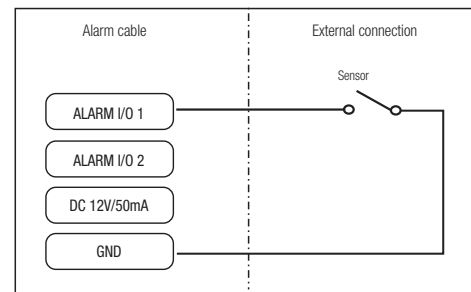 Alarm cable
External connection
Sensor
ALARM I/O 1
ALARM I/O 2
DC 12V/50mA
GND